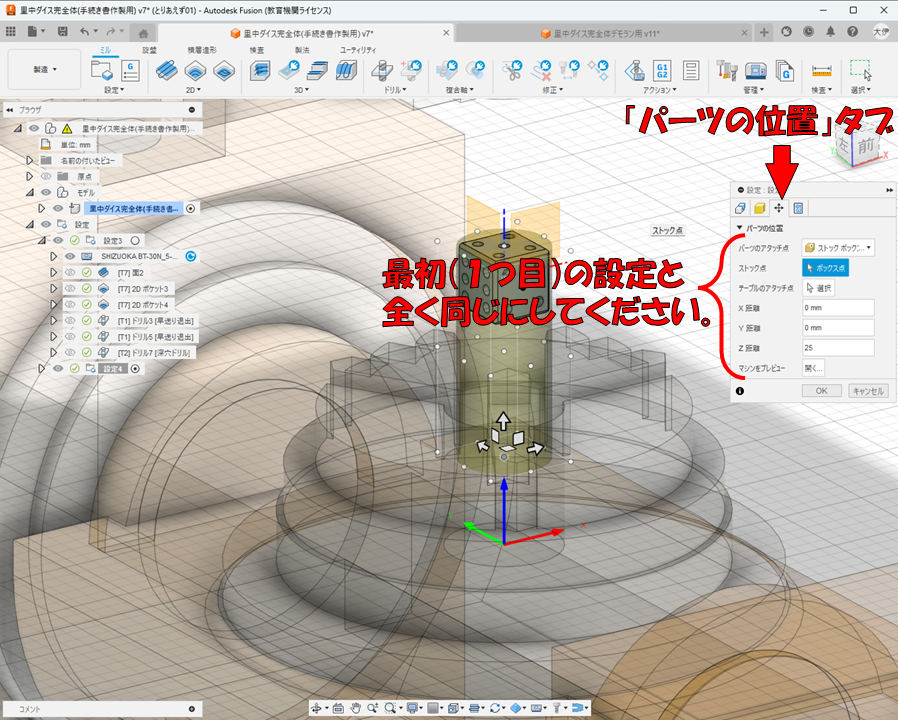 里中ダイス完全体(手続き書作製用) v7* (とりあえず01) - Autodesk Fusion (教育機関ライセンス)
里中ダイス完全体(手続き書作製用) v7*
里中ダイス完全体デモラン用 v11*
大伊
ミル
旋盤
積層造形
検査
製法
ユーティリティ
製造
設定
2D
3D
ドリル
複合軸
修正
アクション
管理
検査
選択
G1
G2
ブラウザ
里中ダイス完全体(手続き書作製用)...
単位: mm
名前の付いたビュー
原点
モデル
里中ダイス完全体(手続き書...
設定
設定3
SHIZUOKA BT-30N_5-...
[T7] 面2
[T7] 2D ポケット3
[T7] 2D ポケット4
[T1] ドリル3 [早送り退出]
[T1] ドリル5 [早送り退出]
[T2] ドリル7 [深穴ドリル]
設定4
「パーツの位置」タブ
左
前
X
設定 : 設定
パーツの位置
パーツのアタッチ点
ストック ボック...
ストック点
ボックス点
テーブルのアタッチ点
選択
X 距離
0 mm
Y 距離
0 mm
Z 距離
25
マシンをプレビュー
開く...
OK
キャンセル
ストック点
最初(1つ目)の設定と
全く同じにしてください。
コメント